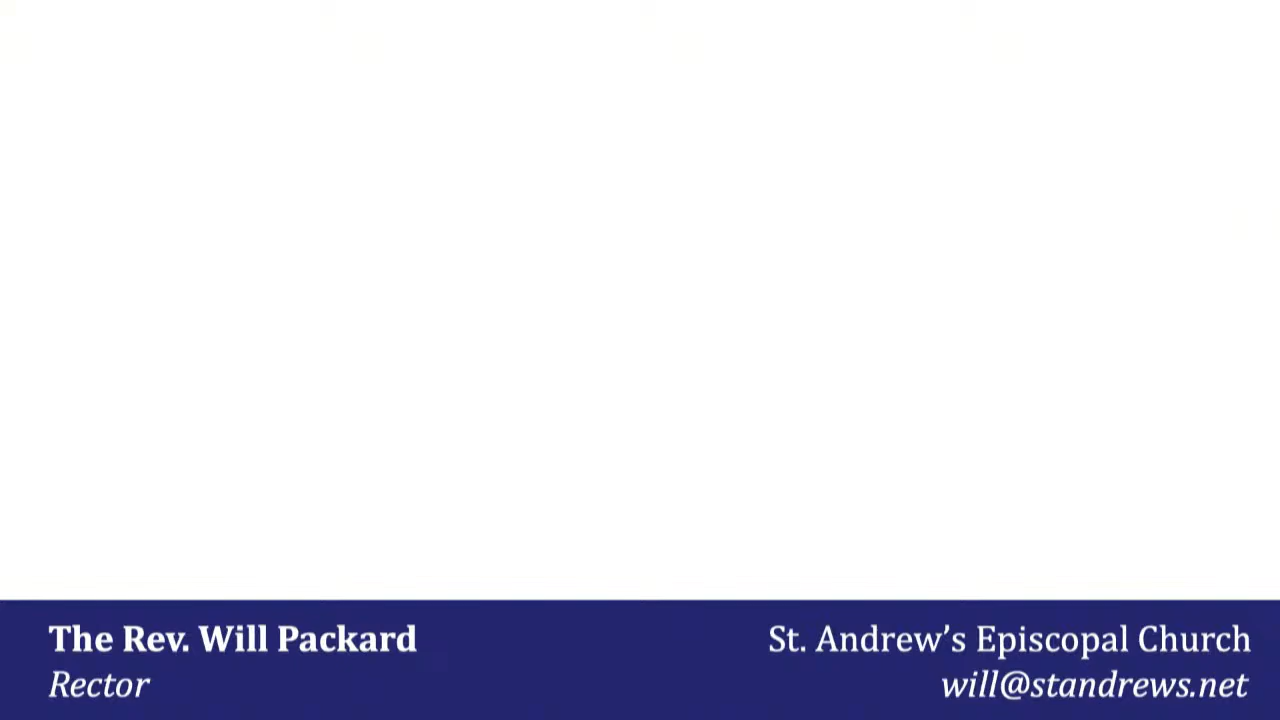 The Rev. Will Packard
Rector
St. Andrew’s Episcopal Church
will@standrews.net